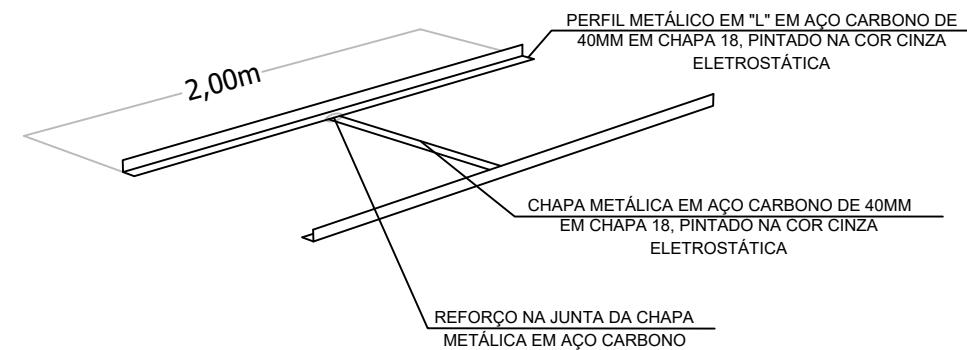 PERFIL METÁLICO EM "L" EM AÇO CARBONO DE
40MM EM CHAPA 18, PINTADO NA COR CINZA
ELETROSTÁTICA
2,00m
CHAPA METÁLICA EM AÇO CARBONO DE 40MM
EM CHAPA 18, PINTADO NA COR CINZA
ELETROSTÁTICA
REFORÇO NA JUNTA DA CHAPA
METÁLICA EM AÇO CARBONO